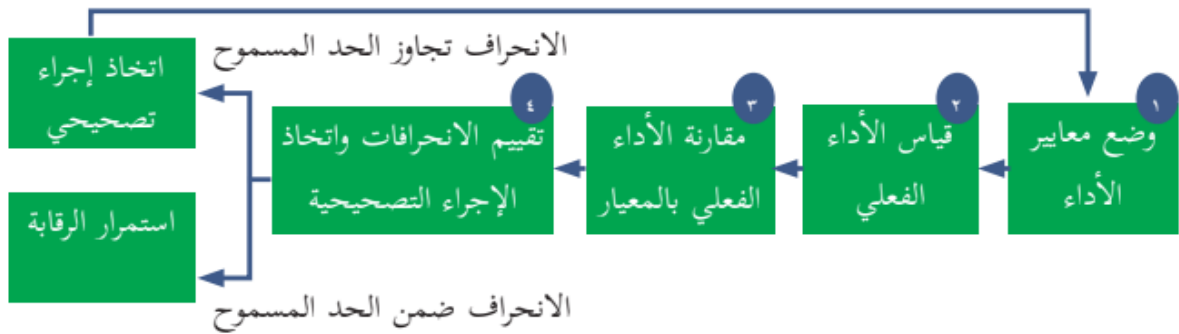 الانحراف تجاوز الحد المسموح
١
وضع معايير
الأداء
٢
قياس الأداء
الفعلي
٣
مقارنة الأداء
الفعلي بالمعيار
٤
تقييم الانحرافات واتخاذ
الإجراء التصحيحية
اتخاذ إجراء
تصحيحي
استمرار الرقابة
الانحراف ضمن الحد المسموح